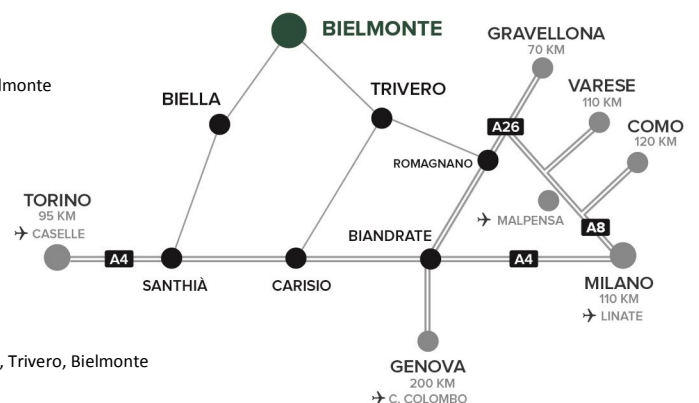 BIELMONTE
GRAVELLONA
70 KM
lmonte
VARESE
110 KM
BIELLA
TRIVERO
A26
COMO
120 KM
ROMAGNANO
TORINO
95 KM
CASELLE
MALPENSA
A8
BIANDRATE
A4
A4
SANTHIÀ
CARISIO
MILANO
110 KM
LINATE
, Trivero, Bielmonte
GENOVA
200 KM
C. COLOMBO